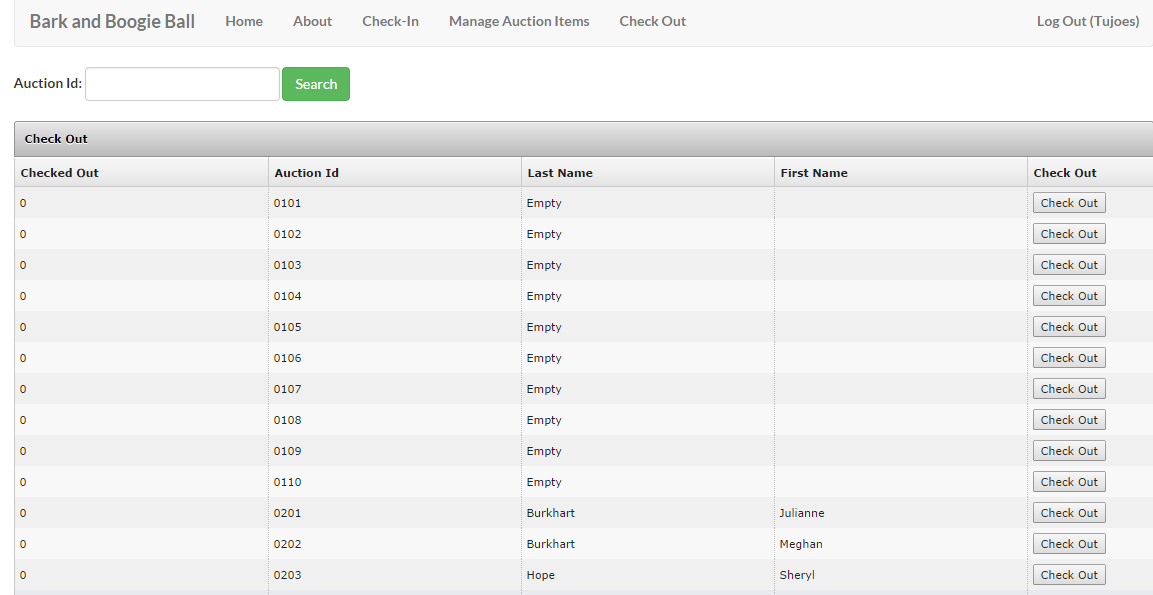 Bark and Boogie Ball Home About Check-In Manage Auction Items Check Out Log Out (Tujoes)
Auction Id: Search
Check Out
Checked Out Auction Id Last Name First Name Check Out
0 0101 Empty Check Out
0 0102 Empty Check Out
0 0103 Empty Check Out
0 0104 Empty Check Out
0 0105 Empty Check Out
0 0106 Empty Check Out
0 0107 Empty Check Out
0 0108 Empty Check Out
0 0109 Empty Check Out
0 0110 Empty Check Out
0 0201 Burkhart Julianne Check Out
0 0202 Burkhart Meghan Check Out
0 0203 Hope Sheryl Check Out